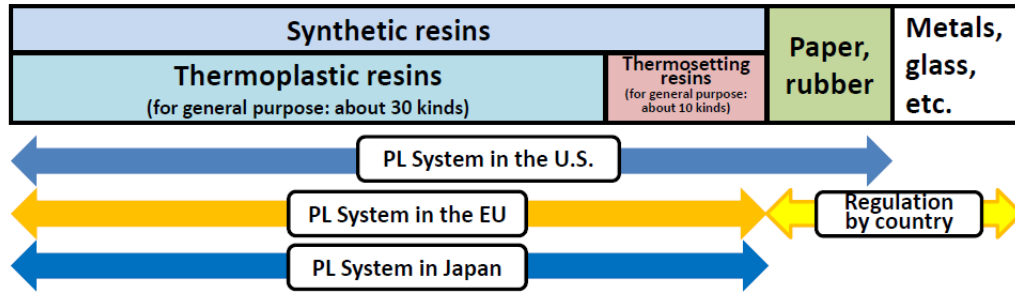 Synthetic resins
Thermoplastic resins
(for general purpose: about 30 kinds)
Thermosetting
resins
(for general purpose:
about 10 kinds)
Paper,
rubber
Metals,
glass,
etc.
PL System in the U.S.
PL System in the EU
Regulation
by country
PL System in Japan